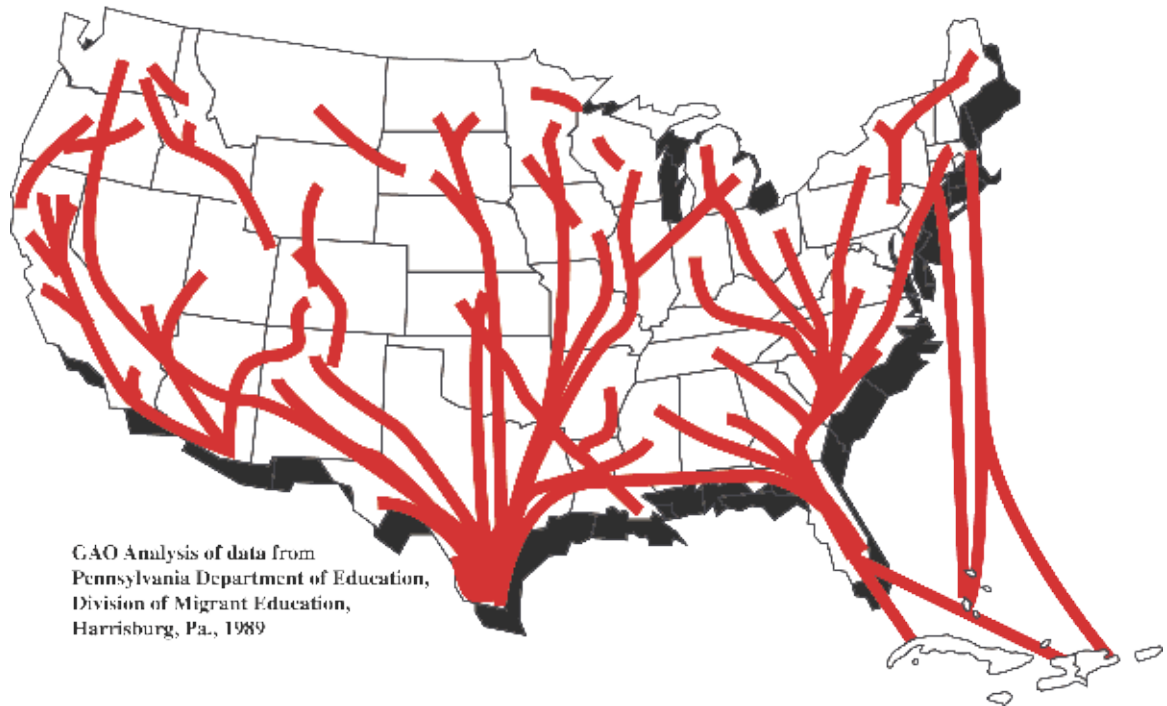 GAO Analysis of data from
Pennsylvania Department of Education,
Division of Migrant Education,
Harrisburg, Pa., 1989